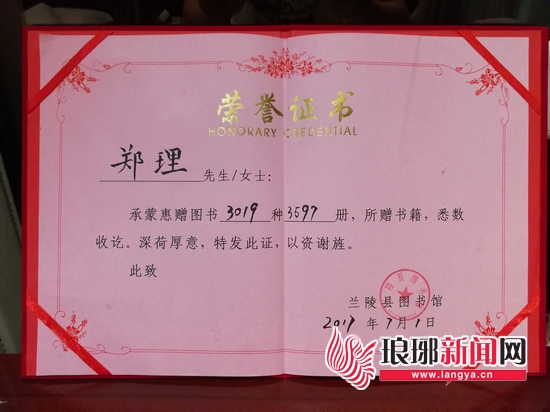 荣誉证书
HONORARY CREDENTIAL
郑理 先生/女士:
承蒙惠赠图书3019种3597册,所赠书籍,悉数
收讫。深荷厚意,特发此证,以资谢旌。
此致
兰陵县图书馆
2017年7月1日
琅琊新闻网
www.langya.cn